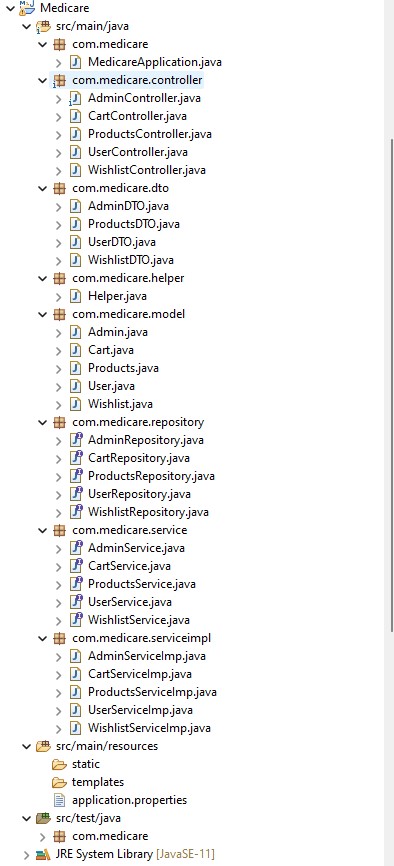 Medicare
src/main/java
com.medicare
MedicareApplication.java
com.medicare.controller
AdminController.java
CartController.java
ProductsController.java
UserController.java
WishlistController.java
com.medicare.dto
AdminDTO.java
ProductsDTO.java
UserDTO.java
WishlistDTO.java
com.medicare.helper
Helper.java
com.medicare.model
Admin.java
Cart.java
Products.java
User.java
Wishlist.java
com.medicare.repository
AdminRepository.java
CartRepository.java
ProductsRepository.java
UserRepository.java
WishlistRepository.java
com.medicare.service
AdminService.java
CartService.java
ProductsService.java
UserService.java
WishlistService.java
com.medicare.serviceimpl
AdminServiceImp.java
CartServiceImp.java
ProductsServiceImp.java
UserServiceImp.java
WishlistServiceImp.java
src/main/resources
static
templates
application.properties
src/test/java
com.medicare
JRE System Library [JavaSE-11]